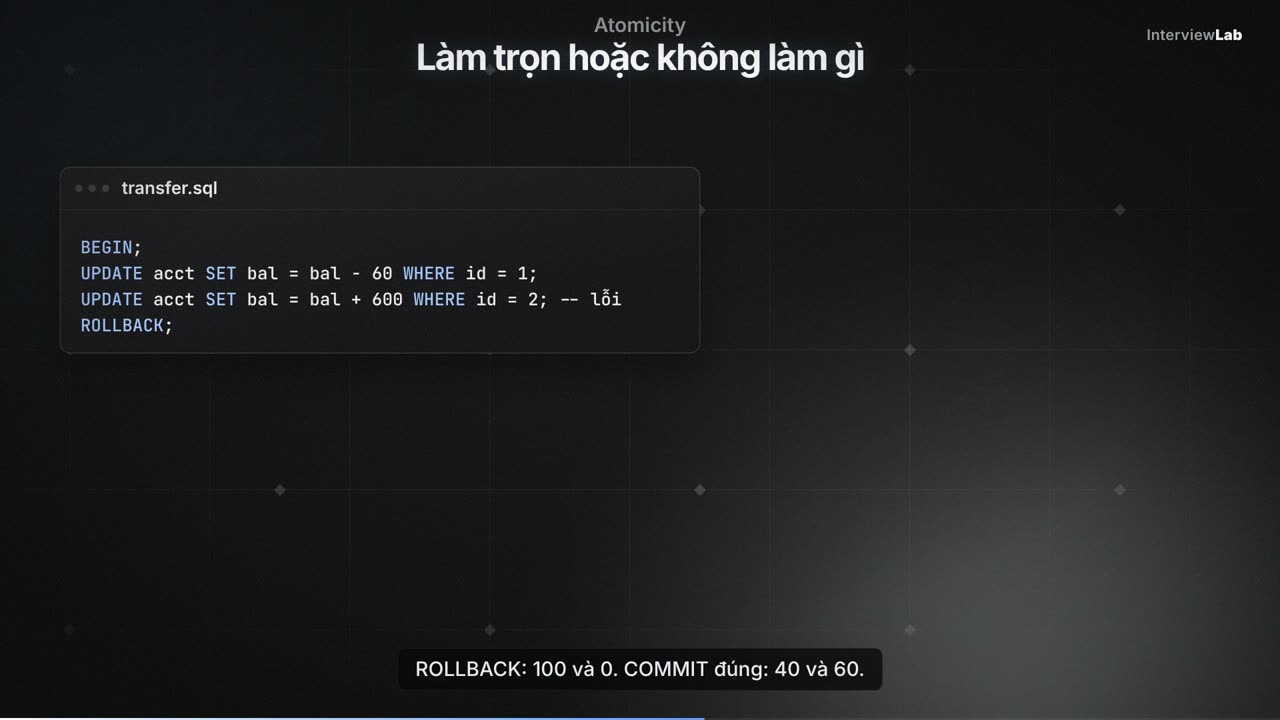 Atomicity
InterviewLab
Làm trọn hoặc không làm gì
transfer.sql
BEGIN;
UPDATE acct SET bal = bal - 60 WHERE id = 1;
UPDATE acct SET bal = bal + 600 WHERE id = 2; -- lỗi
ROLLBACK;
ROLLBACK: 100 và 0. COMMIT đúng: 40 và 60.